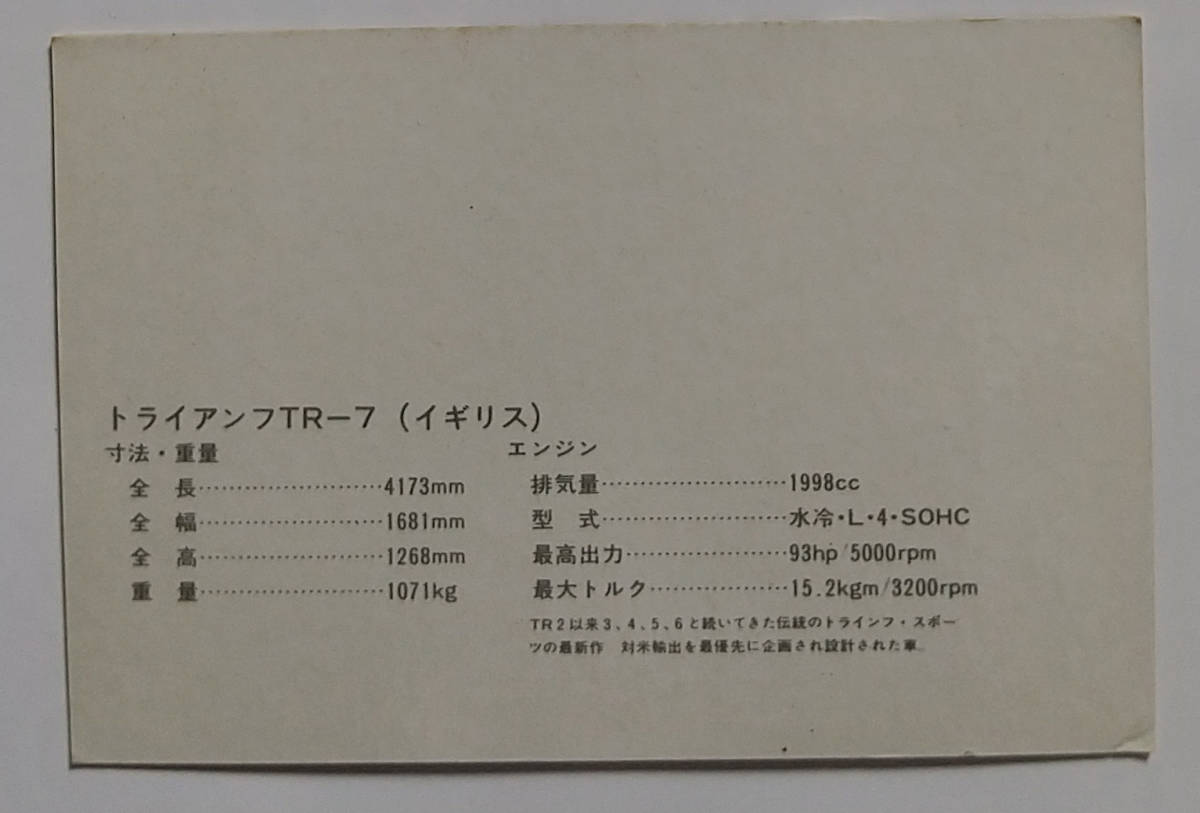 トライアンフTR－7（イギリス）
寸法・重量
全　長……………………4173mm
全　幅……………………1681mm
全　高……………………1268mm
重　量……………………1071kg
エンジン
排気量……………………1998cc
型　式……………………水冷・L・4・SOHC
最高出力…………………93hp/5000rpm
最大トルク………………15.2kgm/3200rpm
TR2以来3、4、5、6と続いてきた伝統のトラインフ・スポー
ツの最新作　対米輸出を最優先に企画され設計された車。